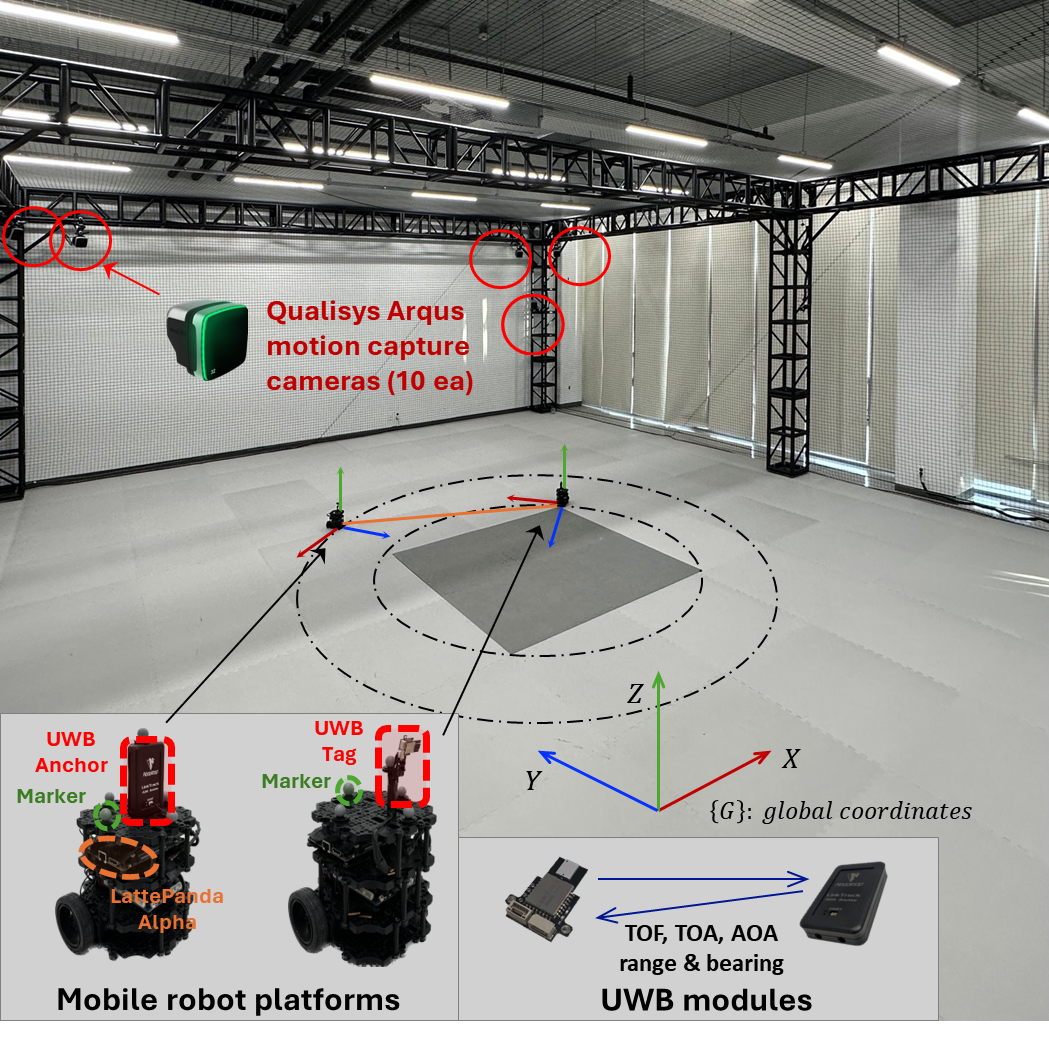 Qualisys Arqus
motion capture
cameras (10 ea)
Z
X
Y
{G}: global coordinates
UWB
Anchor
Marker
LattePanda
Alpha
UWB
Tag
Marker
Mobile robot platforms
TOF, TOA, AOA
range & bearing
UWB modules